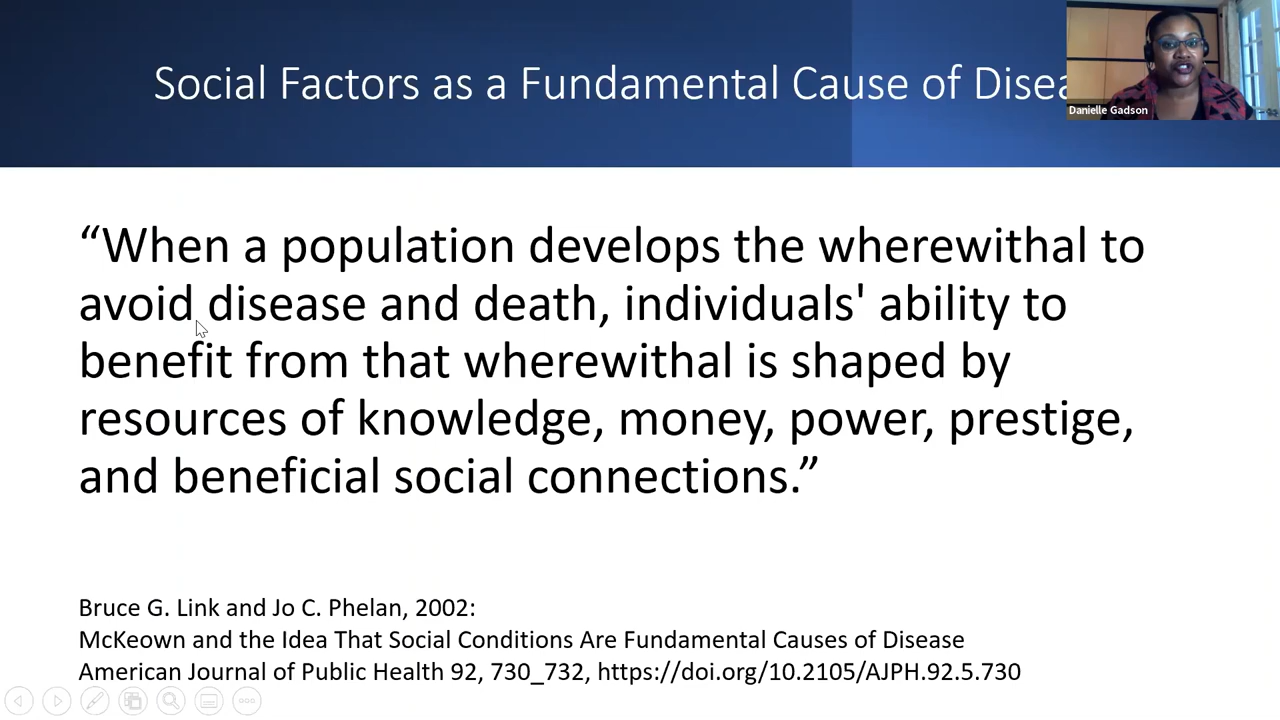 Social Factors as a Fundamental Cause of
Danielle Gadson
“When a population develops the wherewithal to
avoid disease and death, individuals' ability to
benefit from that wherewithal is shaped by
resources of knowledge, money, power, prestige,
and beneficial social connections.”
Bruce G. Link and Jo C. Phelan, 2002:
McKeown and the Idea That Social Conditions Are Fundamental Causes of Disease
American Journal of Public Health 92, 730_732, https://doi.org/10.2105/AJPH.92.5.730